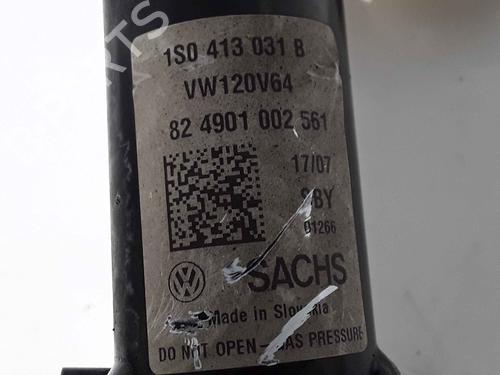 1S0 413 031 B
VW120V64
82 4901 002 561
17/07
SBY
01266
SACHS
Made in Slovakia
DO NOT OPEN-GAS PRESSURE